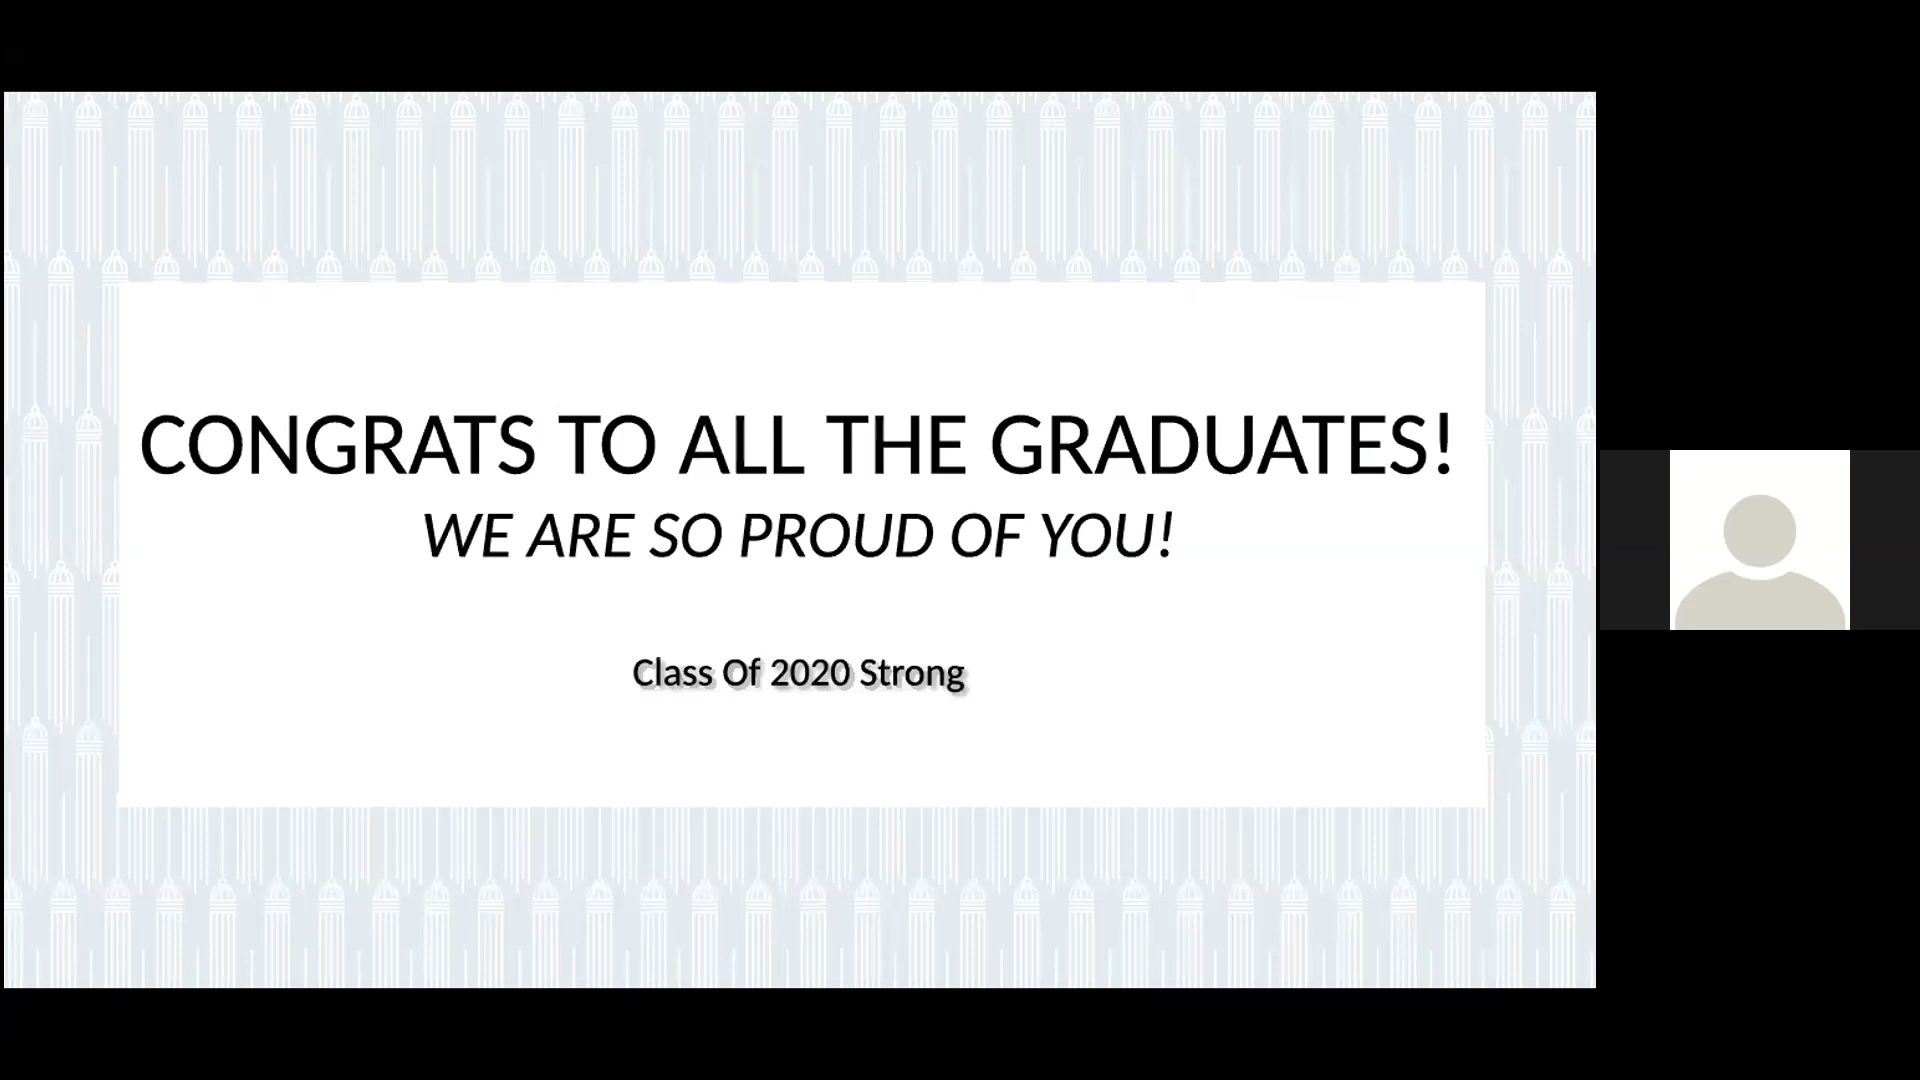 CONGRATS TO ALL THE GRADUATES!
WE ARE SO PROUD OF YOU!
Class Of 2020 Strong